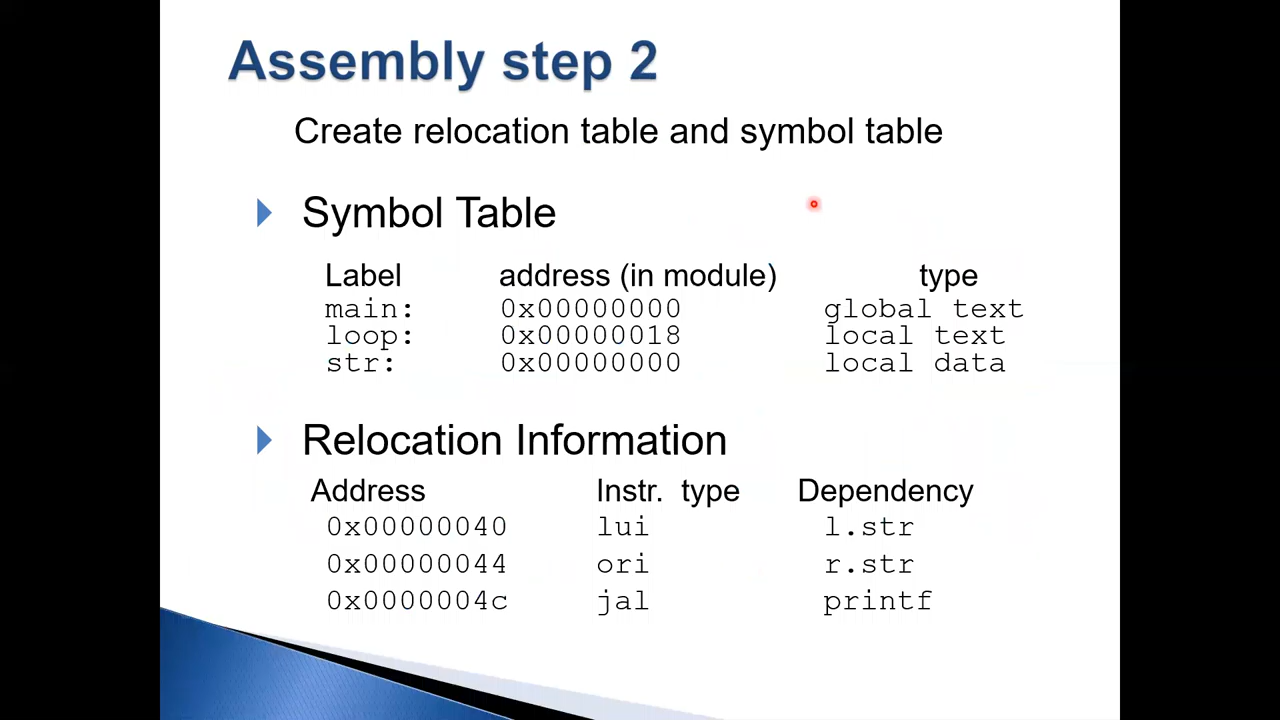 Assembly step 2
Create relocation table and symbol table
Symbol Table
Label address (in module) type
main: 0x00000000 global text
loop: 0x00000018 local text
str: 0x00000000 local data
Relocation Information
Address Instr. type Dependency
0x00000040 lui l.str
0x00000044 ori r.str
0x0000004c jal printf